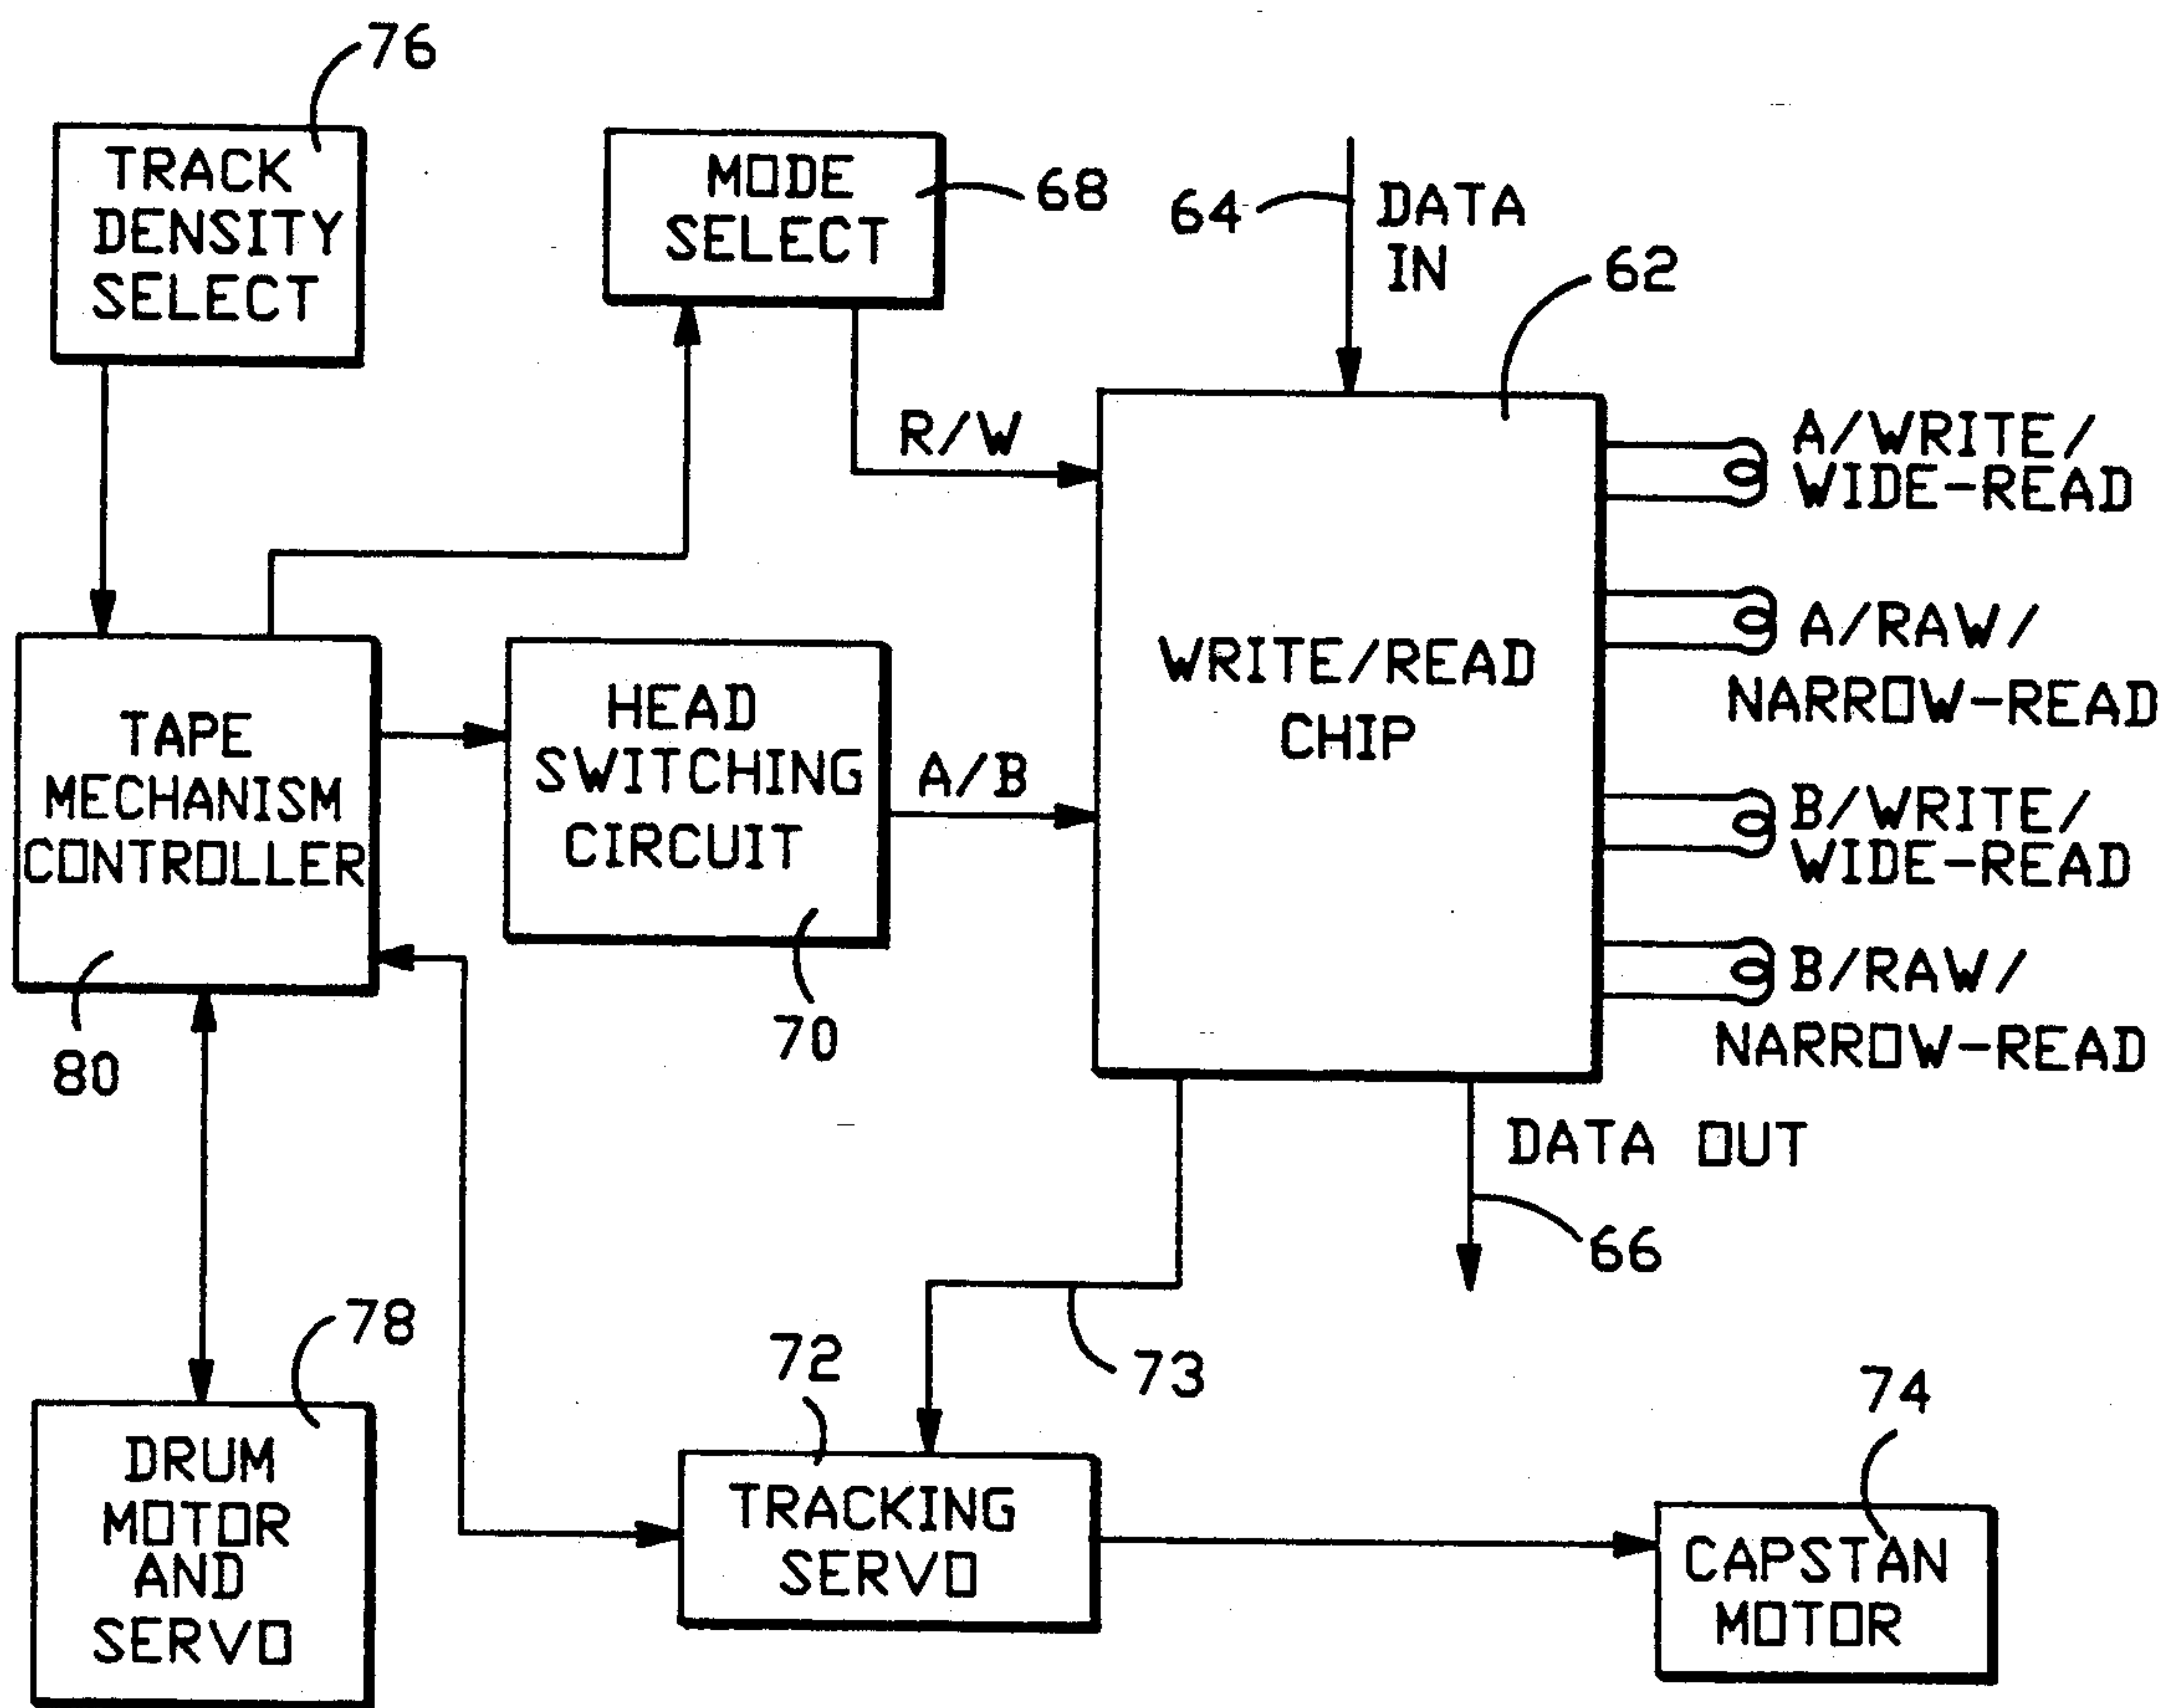 76
TRACK
DENSITY
SELECT
MODE
SELECT
68
64
DATA
IN
62
R/W
A/WRITE/
WIDE-READ
A/RAW/
NARROW-READ
B/WRITE/
WIDE-READ
B/RAW/
NARROW-READ
WRITE/READ
CHIP
TAPE
MECHANISM
CONTROLLER
80
HEAD
SWITCHING
CIRCUIT
70
A/B
DATA OUT
66
73
78
DRUM
MOTOR
AND
SERVO
72
TRACKING
SERVO
74
CAPSTAN
MOTOR